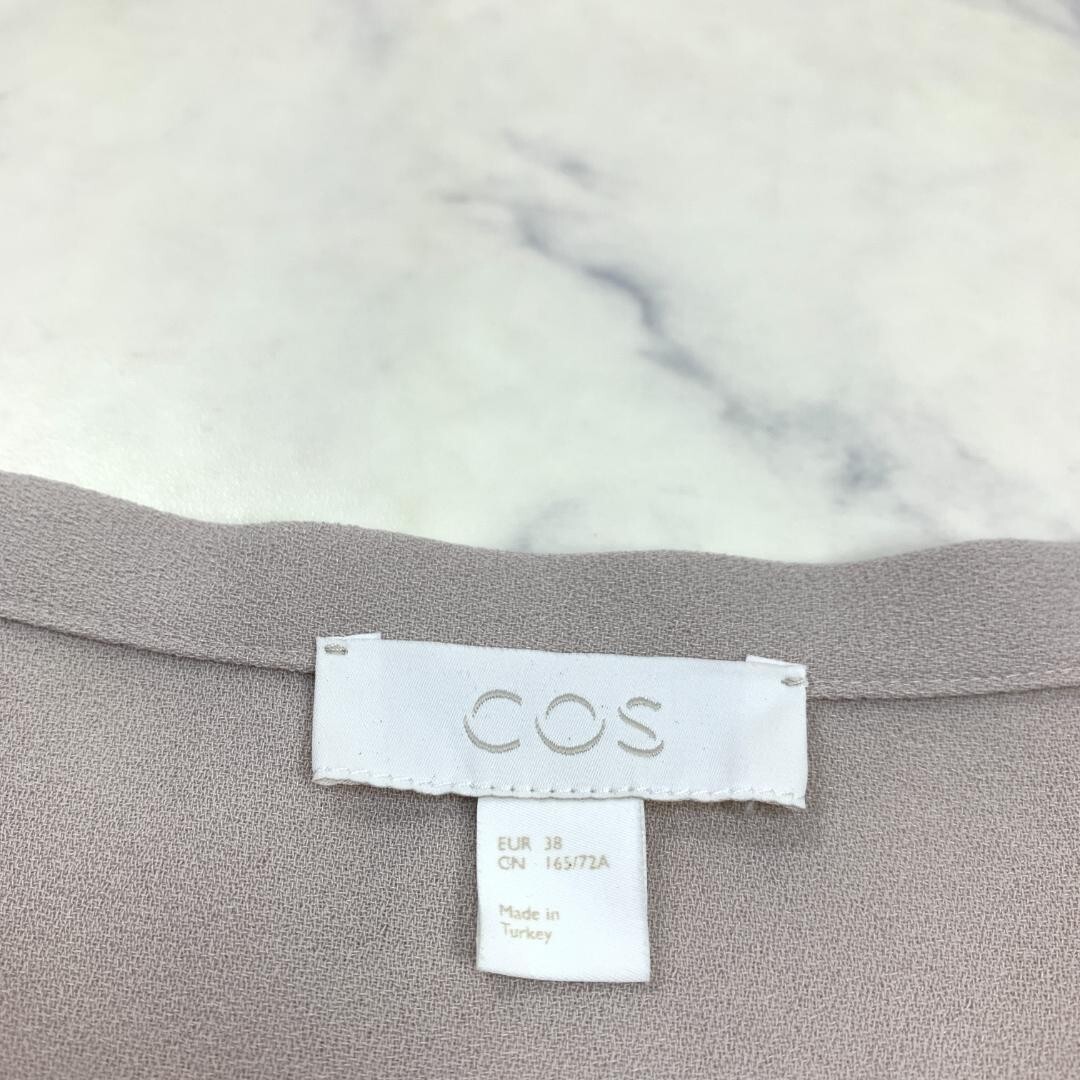 COS
EUR 38
CN 165/72A
Made in
Turkey